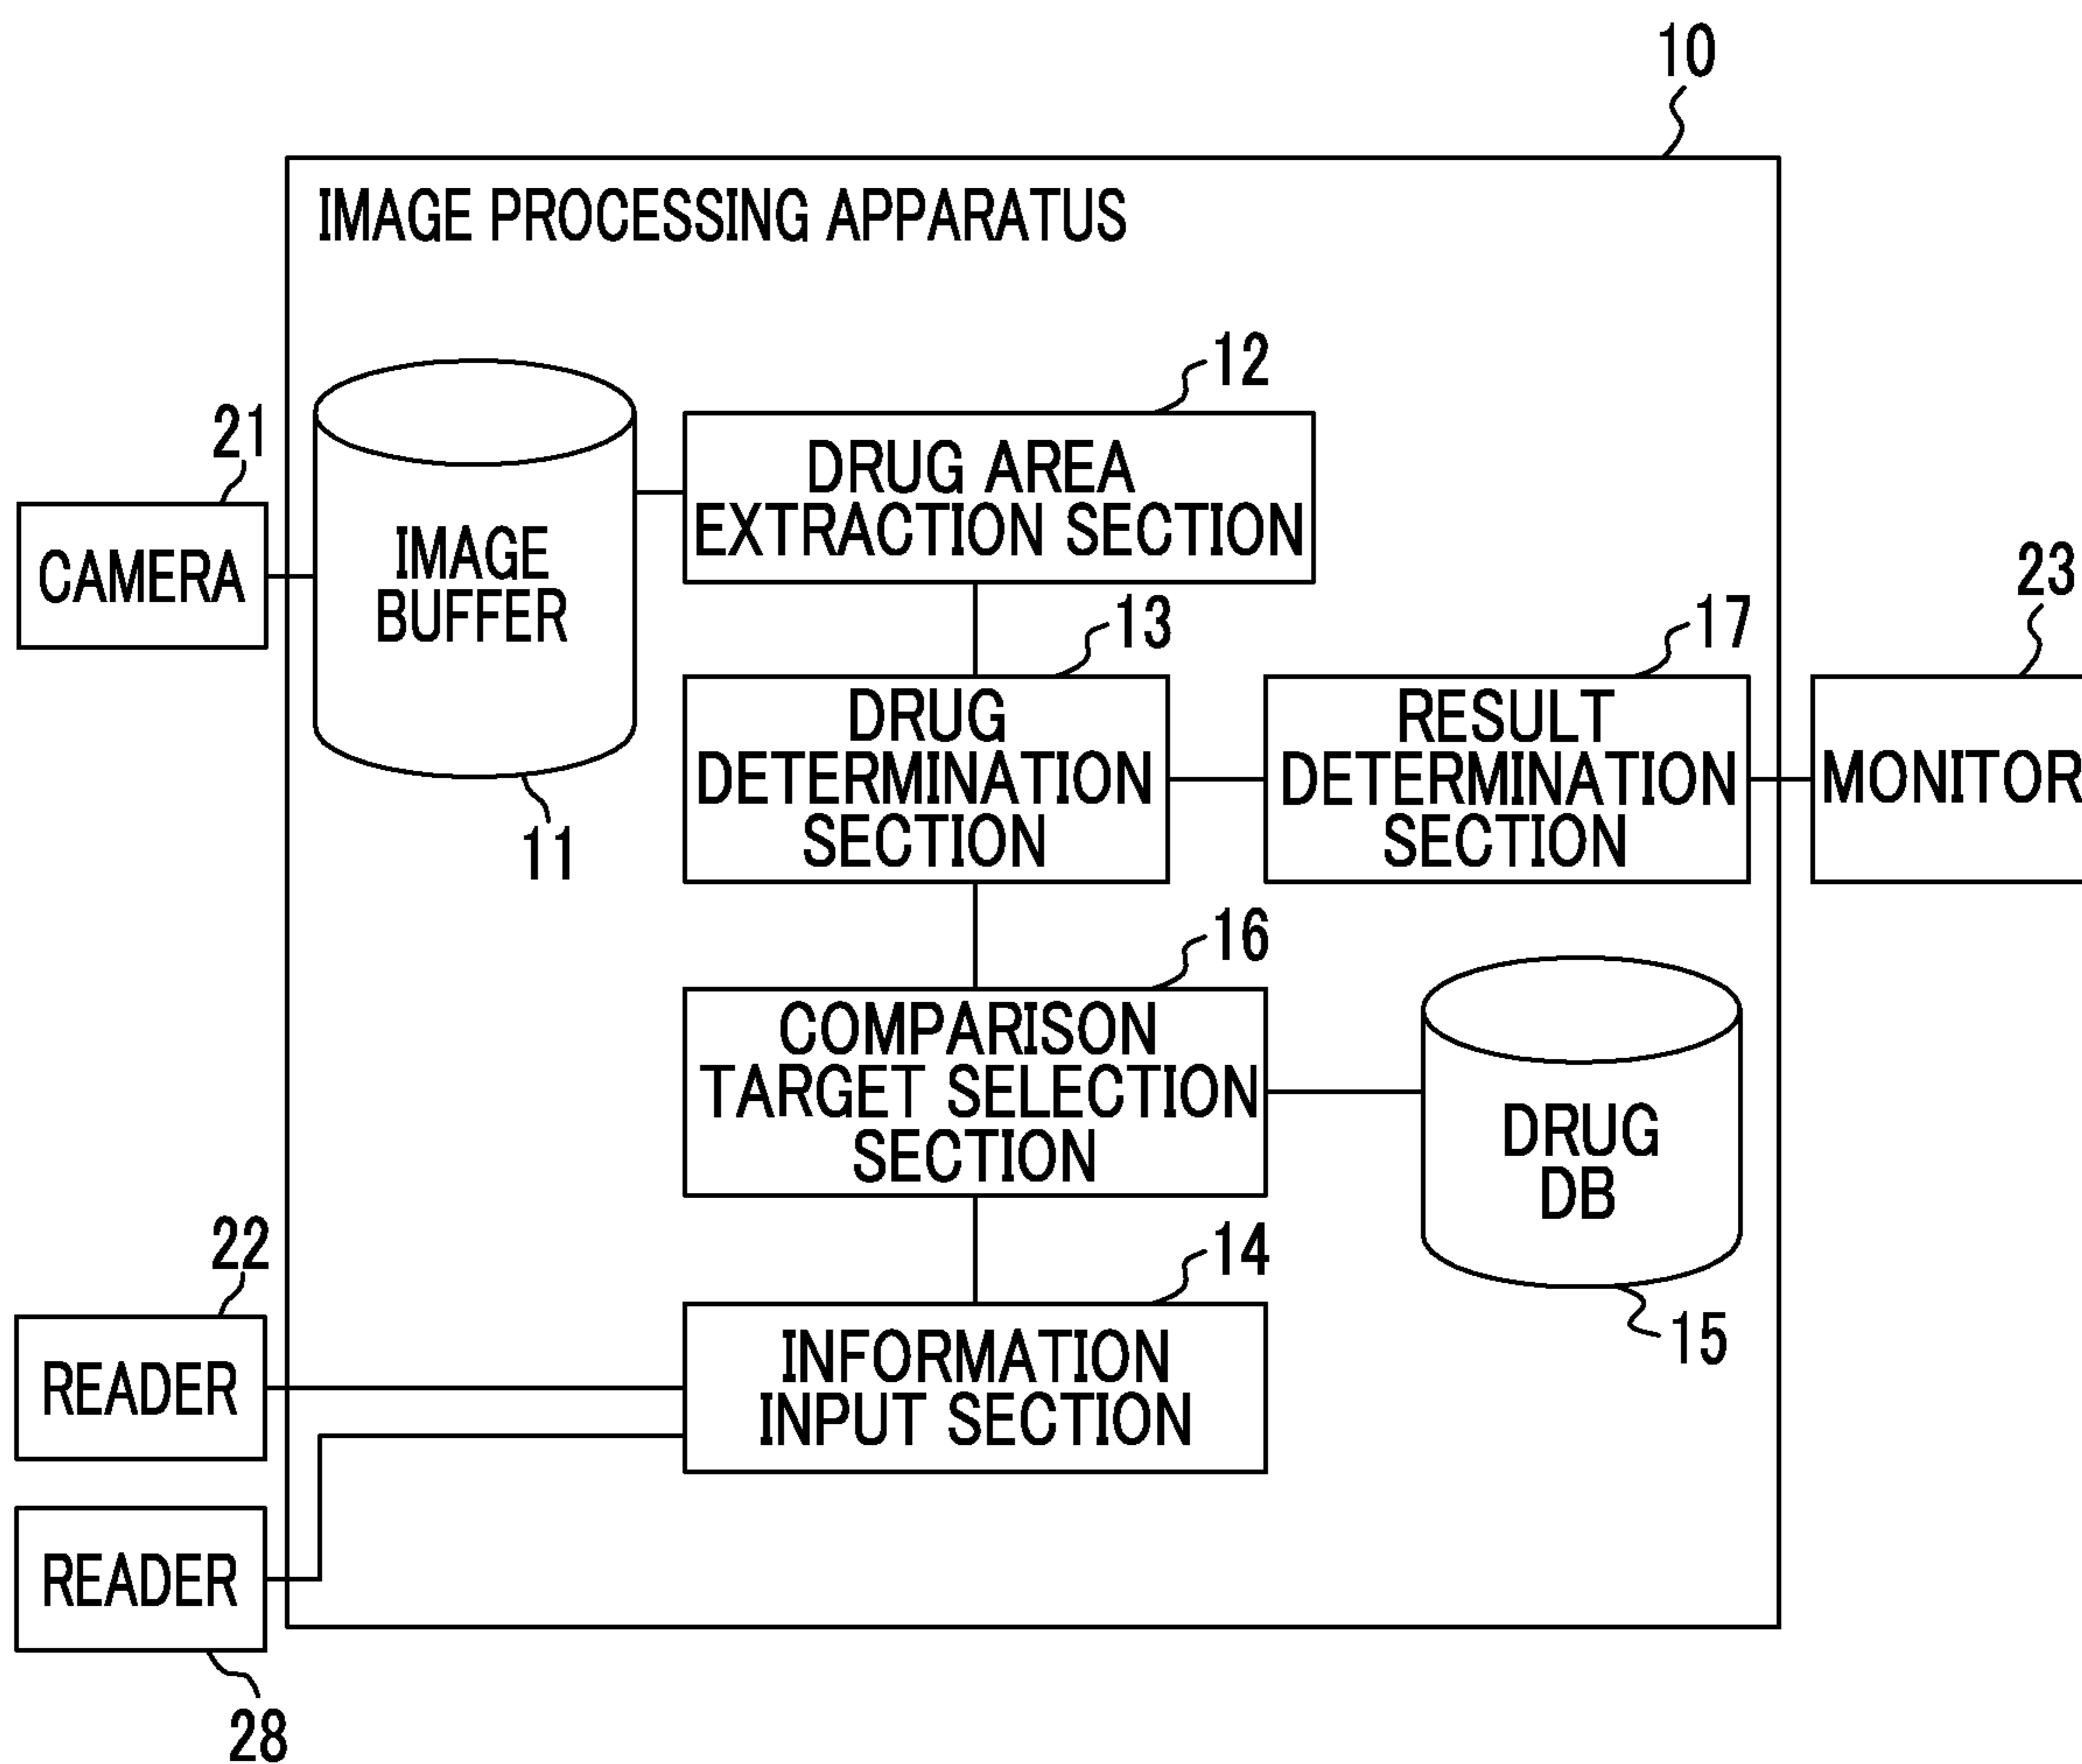 10
IMAGE PROCESSING APPARATUS
12
21
DRUG AREA
EXTRACTION SECTION
CAMERA
IMAGE
BUFFER
11
13
17
23
DRUG
DETERMINATION
SECTION
RESULT
DETERMINATION
SECTION
MONITOR
16
COMPARISON
TARGET SELECTION
SECTION
DRUG
DB
15
22
14
READER
INFORMATION
INPUT SECTION
READER
28